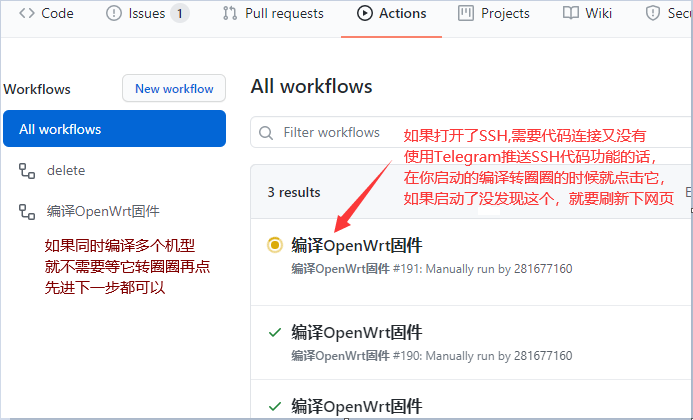 Code Issues 1 Pull requests Actions Projects Wiki
Workflows
New workflow
All workflows
All workflows
delete
编译OpenWrt固件
如果同时编译多个机型
就不需要等它转圈圈再点
先进下一步都可以
Filter workflows
如果打开了SSH,需要代码连接又没有
使用Telegram推送SSH代码功能的话，
在你启动的编译转圈圈的时候就点击它，
如果启动了没发现这个，就要刷新下网页
3 results
编译OpenWrt固件
编译OpenWrt固件 #191: Manually run by 281677160
编译OpenWrt固件
编译OpenWrt固件 #190: Manually run by 281677160
编译OpenWrt固件